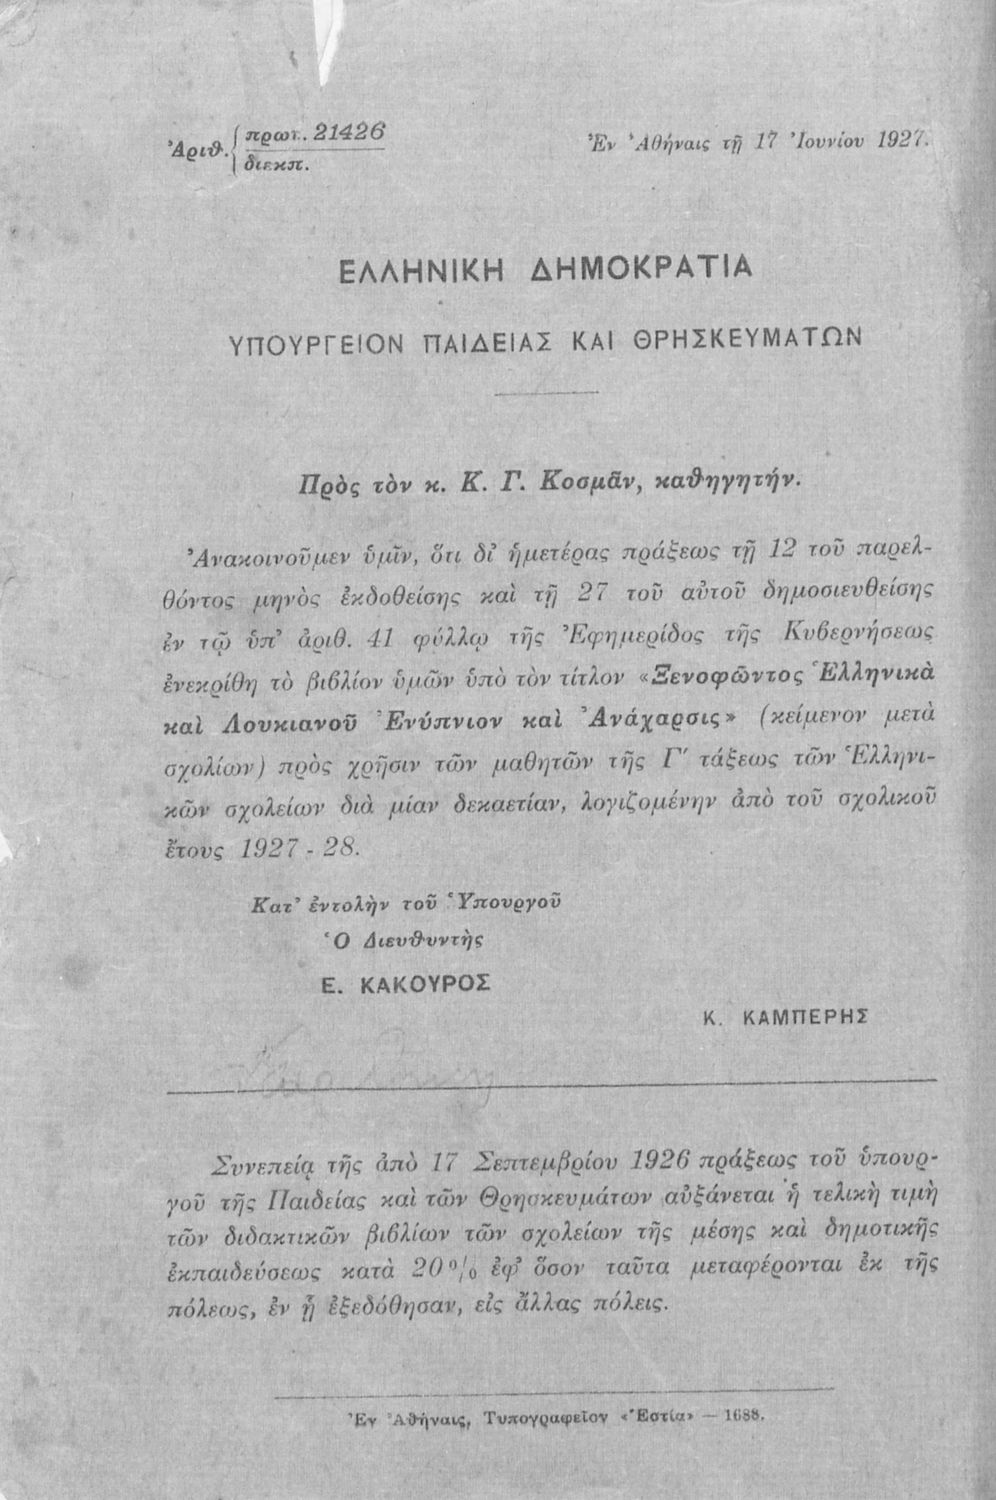 Ἀριθ. { πρωτ. 21426
διεκπ.
Ἐν Ἀθήναις τῇ 17 Ἰουνίου 1927.
ΕΛΛΗΝΙΚΗ ΔΗΜΟΚΡΑΤΙΑ
ΥΠΟΥΡΓΕΙΟΝ ΠΑΙΔΕΙΑΣ ΚΑΙ ΘΡΗΣΚΕΥΜΑΤΩΝ
Πρὸς τὸν κ. Κ. Γ. Κοσμᾶν, καθηγητήν.
Ἀνακοινοῦμεν ὑμῖν, ὅτι δι' ἡμετέρας πράξεως τῇ 12 τοῦ παρελ-
θόντος μηνὸς ἐκδοθείσης καὶ τῇ 27 τοῦ αὐτοῦ δημοσιευθείσης
ἐν τῷ ὑπ' ἀριθ. 41 φύλλῳ τῆς Ἐφημερίδος τῆς Κυβερνήσεως
ἐνεκρίθη τὸ βιβλίον ὑμῶν ὑπὸ τὸν τίτλον «Ξενοφῶντος Ἑλληνικὰ
καὶ Λουκιανοῦ Ἐνύπνιον καὶ Ἀνάχαρσις» (κείμενον μετὰ
σχολίων) πρὸς χρῆσιν τῶν μαθητῶν τῆς Γ′ τάξεως τῶν Ἑλληνι-
κῶν σχολείων διὰ μίαν δεκαετίαν, λογιζομένην ἀπὸ τοῦ σχολικοῦ
ἔτους 1927 - 28.
Κατ' ἐντολὴν τοῦ Ὑπουργοῦ
Ὁ Διευθυντὴς
Ε. ΚΑΚΟΥΡΟΣ
Κ. ΚΑΜΠΕΡΗΣ
Συνεπείᾳ τῆς ἀπὸ 17 Σεπτεμβρίου 1926 πράξεως τοῦ ὑπουρ-
γοῦ τῆς Παιδείας καὶ τῶν Θρησκευμάτων αὐξάνεται ἡ τελικὴ τιμὴ
τῶν διδακτικῶν βιβλίων τῶν σχολείων τῆς μέσης καὶ δημοτικῆς
ἐκπαιδεύσεως κατὰ 20% ἐφ' ὅσον ταῦτα μεταφέρονται ἐκ τῆς
πόλεως, ἐν ᾗ ἐξεδόθησαν, εἰς ἄλλας πόλεις.
Ἐν Ἀθήναις, Τυπογραφεῖον «Ἑστία» — 1688.